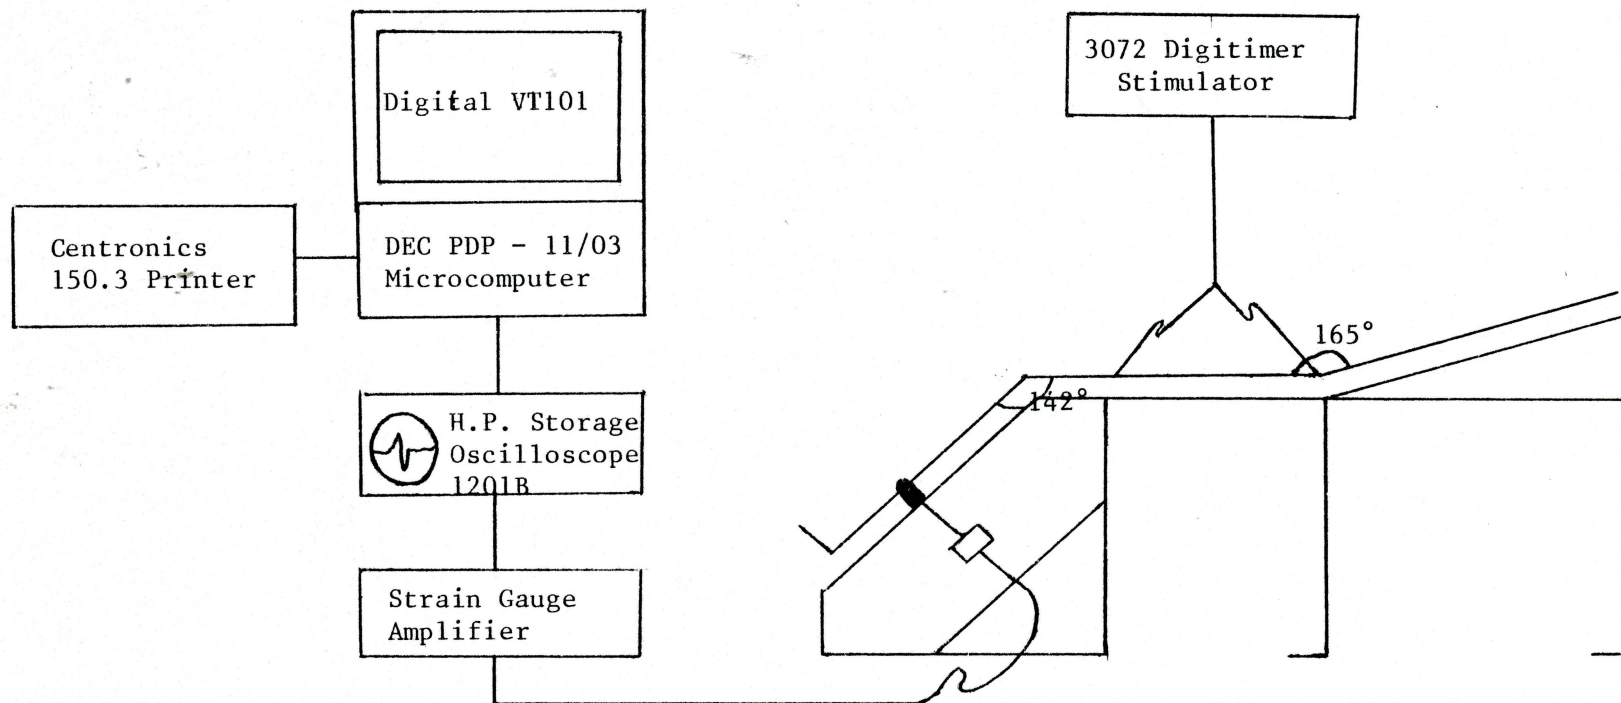 Digital VT101
3072 Digitimer
Stimulator
Centronics
150.3 Printer
DEC PDP - 11/03
Microcomputer
165°
142°
H.P. Storage
Oscilloscope
1201B
Strain Gauge
Amplifier